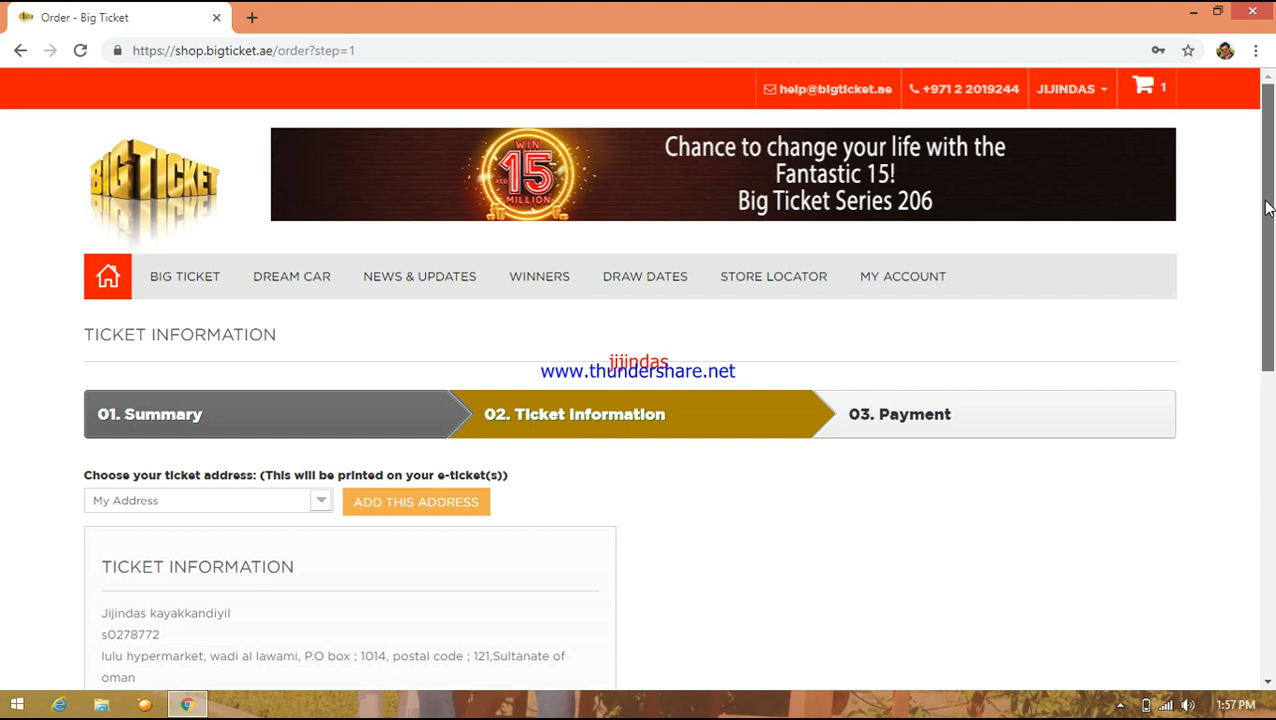 Order - Big Ticket
https://shop.bigticket.ae/order?step=1
help@bigticket.ae
+971 2 2019244
JIJINDAS
1
BIG TICKET
WIN
AED 15
MILLION
Chance to change your life with the
Fantastic 15!
Big Ticket Series 206
BIG TICKET
DREAM CAR
NEWS & UPDATES
WINNERS
DRAW DATES
STORE LOCATOR
MY ACCOUNT
TICKET INFORMATION
jijindas
www.thundershare.net
01. Summary
02. Ticket Information
03. Payment
Choose your ticket address: (This will be printed on your e-ticket(s))
My Address
ADD THIS ADDRESS
TICKET INFORMATION
Jijindas kayakkandiyil
s0278772
lulu hypermarket, wadi al lawami, P.O box ; 1014, postal code ; 121,Sultanate of
oman
1:57 PM